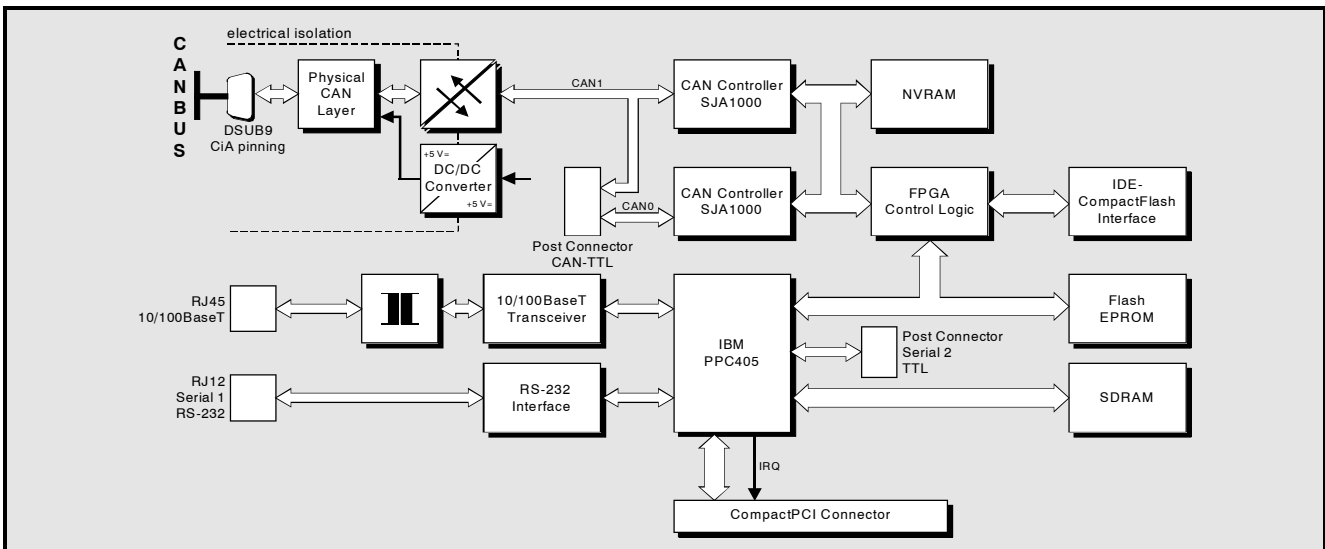 C
A
N
B
U
S
electrical isolation
DSUB9
CiA pinning
Physical
CAN
Layer
+5 V=
DC/DC
Converter
+5 V=
CAN1
CAN Controller
SJA1000
NVRAM
CAN0
Post Connector
CAN-TTL
CAN Controller
SJA1000
FPGA
Control Logic
IDE-
CompactFlash
Interface
RJ45
10/100BaseT
10/100BaseT
Transceiver
IBM
PPC405
Flash
EPROM
Post Connector
Serial 2
TTL
RJ12
Serial 1
RS-232
RS-232
Interface
SDRAM
IRQ
CompactPCI Connector